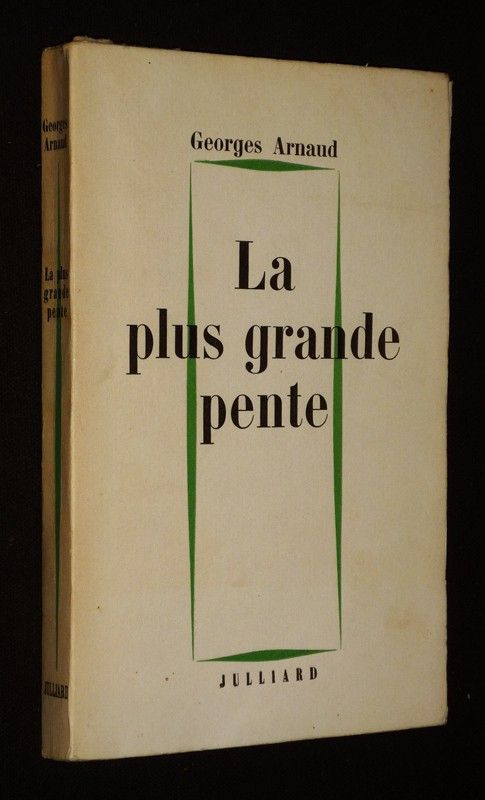 Georges Arnaud
La
plus grande
pente
JULLIARD
Georges
Arnaud
La plus
grande
pente
JULLIARD